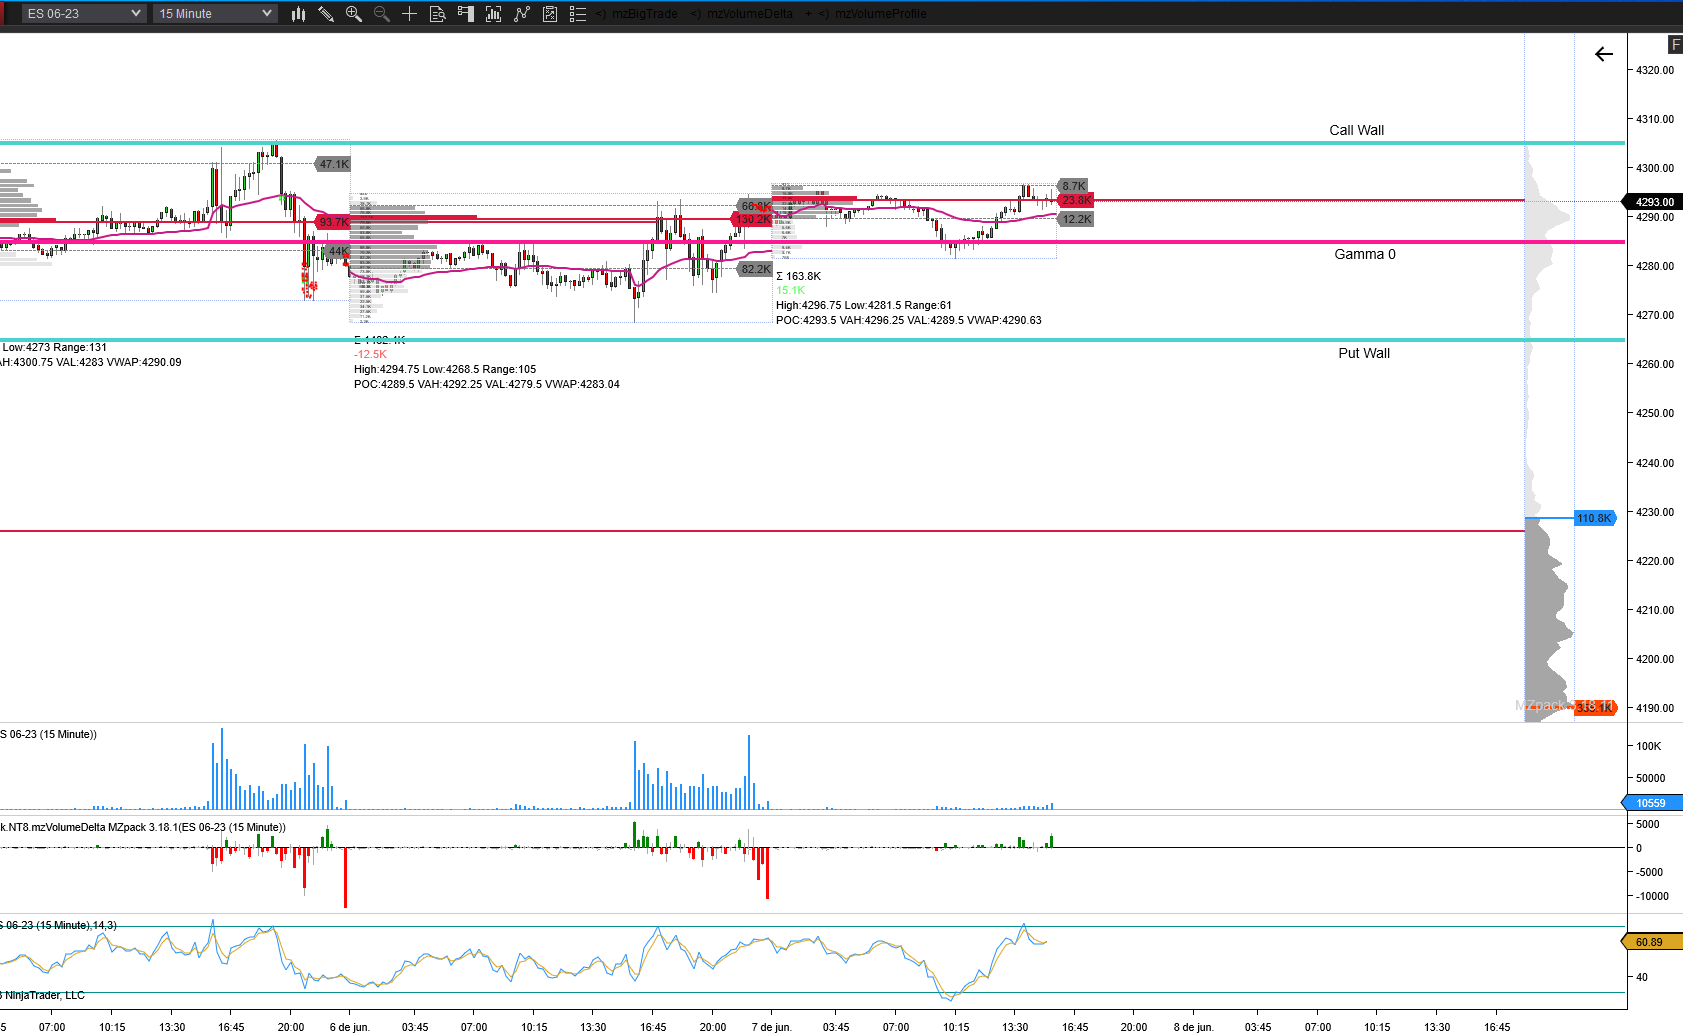 ES 06-23
15 Minute
mzBigTrade
mzVolumeDelta
+
mzVolumeProfile
F
4320.00
4310.00
4300.00
4293.00
4290.00
4280.00
4270.00
4260.00
4250.00
4240.00
4230.00
4220.00
4210.00
4200.00
4190.00
Call Wall
Gamma 0
Put Wall
47.1K
93.7K
44K
130.2K
82.2K
8.7K
23.8K
12.2K
Σ 163.8K
15.1K
High:4296.75 Low:4281.5 Range:61
POC:4293.5 VAH:4296.25 VAL:4289.5 VWAP:4290.63
Low:4273 Range:131
AH:4300.75 VAL:4283 VWAP:4290.09
-12.5K
High:4294.75 Low:4268.5 Range:105
POC:4289.5 VAH:4292.25 VAL:4279.5 VWAP:4283.04
110.8K
S 06-23 (15 Minute))
100K
50000
10559
k.NT8.mzVolumeDelta MZpack 3.18.1(ES 06-23 (15 Minute))
5000
0
-5000
-10000
S 06-23 (15 Minute),14,3)
60.89
40
NinjaTrader, LLC
07:00 10:15 13:30 16:45 20:00 6 de jun. 03:45 07:00 10:15 13:30 16:45 20:00 7 de jun. 03:45 07:00 10:15 13:30 16:45 20:00 8 de jun. 03:45 07:00 10:15 13:30 16:45